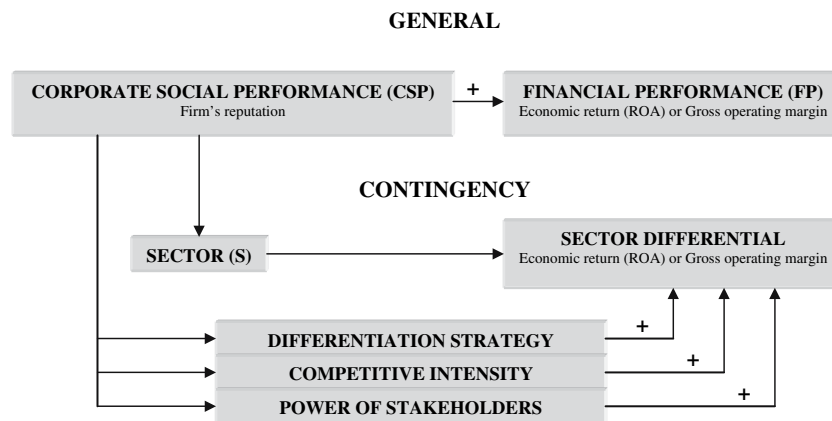 GENERAL
CORPORATE SOCIAL PERFORMANCE (CSP)
Firm's reputation
+
FINANCIAL PERFORMANCE (FP)
Economic return (ROA) or Gross operating margin
CONTINGENCY
SECTOR (S)
SECTOR DIFFERENTIAL
Economic return (ROA) or Gross operating margin
DIFFERENTIATION STRATEGY
+
COMPETITIVE INTENSITY
+
POWER OF STAKEHOLDERS
+